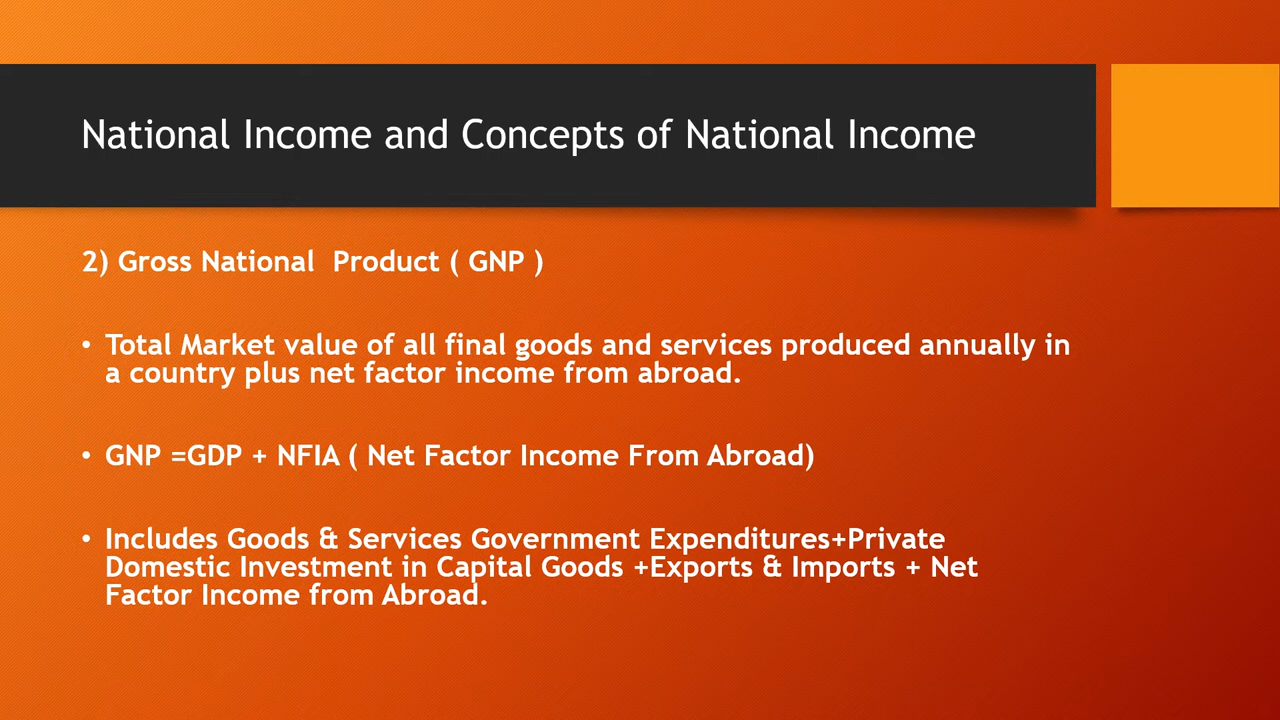 National Income and Concepts of National Income
2) Gross National  Product ( GNP )
• Total Market value of all final goods and services produced annually in
a country plus net factor income from abroad.
• GNP =GDP + NFIA ( Net Factor Income From Abroad)
• Includes Goods & Services Government Expenditures+Private
Domestic Investment in Capital Goods +Exports & Imports + Net
Factor Income from Abroad.